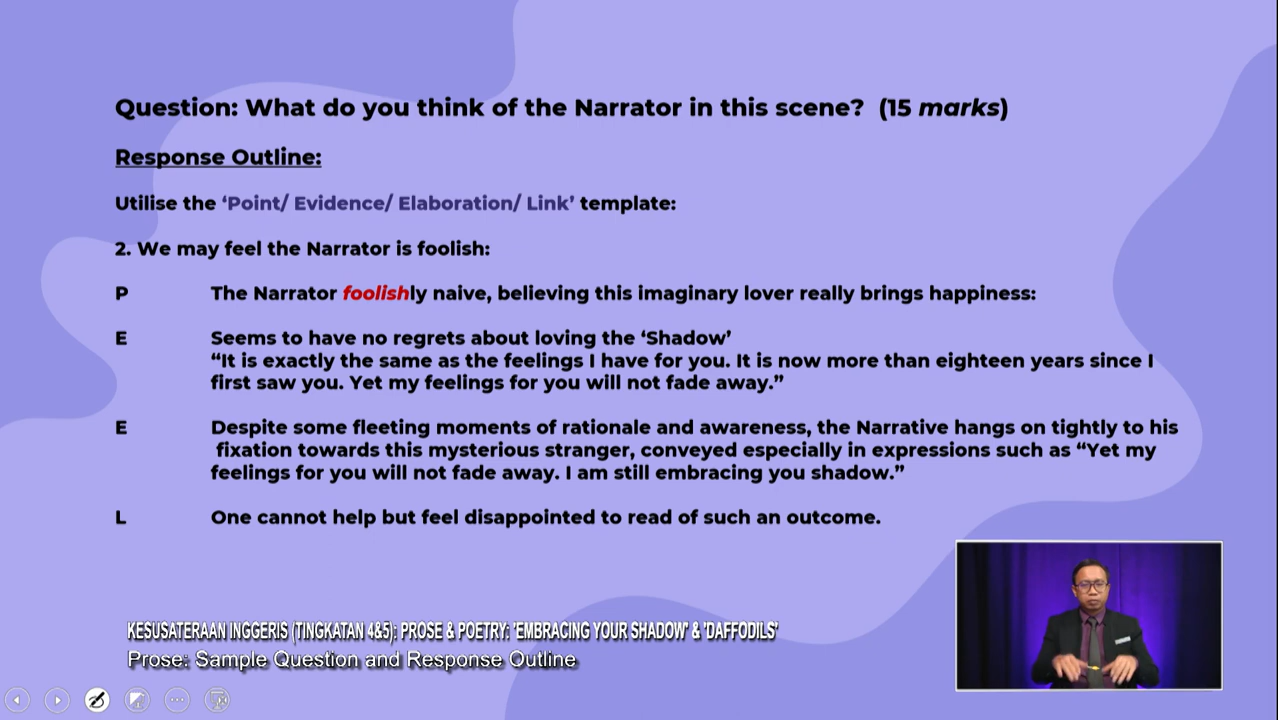 Question: What do you think of the Narrator in this scene? (15 marks)
Response Outline:
Utilise the ‘Point/ Evidence/ Elaboration/ Link’ template:
2. We may feel the Narrator is foolish:
P The Narrator foolishly naive, believing this imaginary lover really brings happiness:
E Seems to have no regrets about loving the ‘Shadow’
“It is exactly the same as the feelings I have for you. It is now more than eighteen years since I
first saw you. Yet my feelings for you will not fade away.”
E Despite some fleeting moments of rationale and awareness, the Narrative hangs on tightly to his
fixation towards this mysterious stranger, conveyed especially in expressions such as “Yet my
feelings for you will not fade away. I am still embracing you shadow.”
L One cannot help but feel disappointed to read of such an outcome.
KESUSATERAAN INGGERIS (TINGKATAN 4&5): PROSE & POETRY: 'EMBRACING YOUR SHADOW' & 'DAFFODILS'
Prose: Sample Question and Response Outline